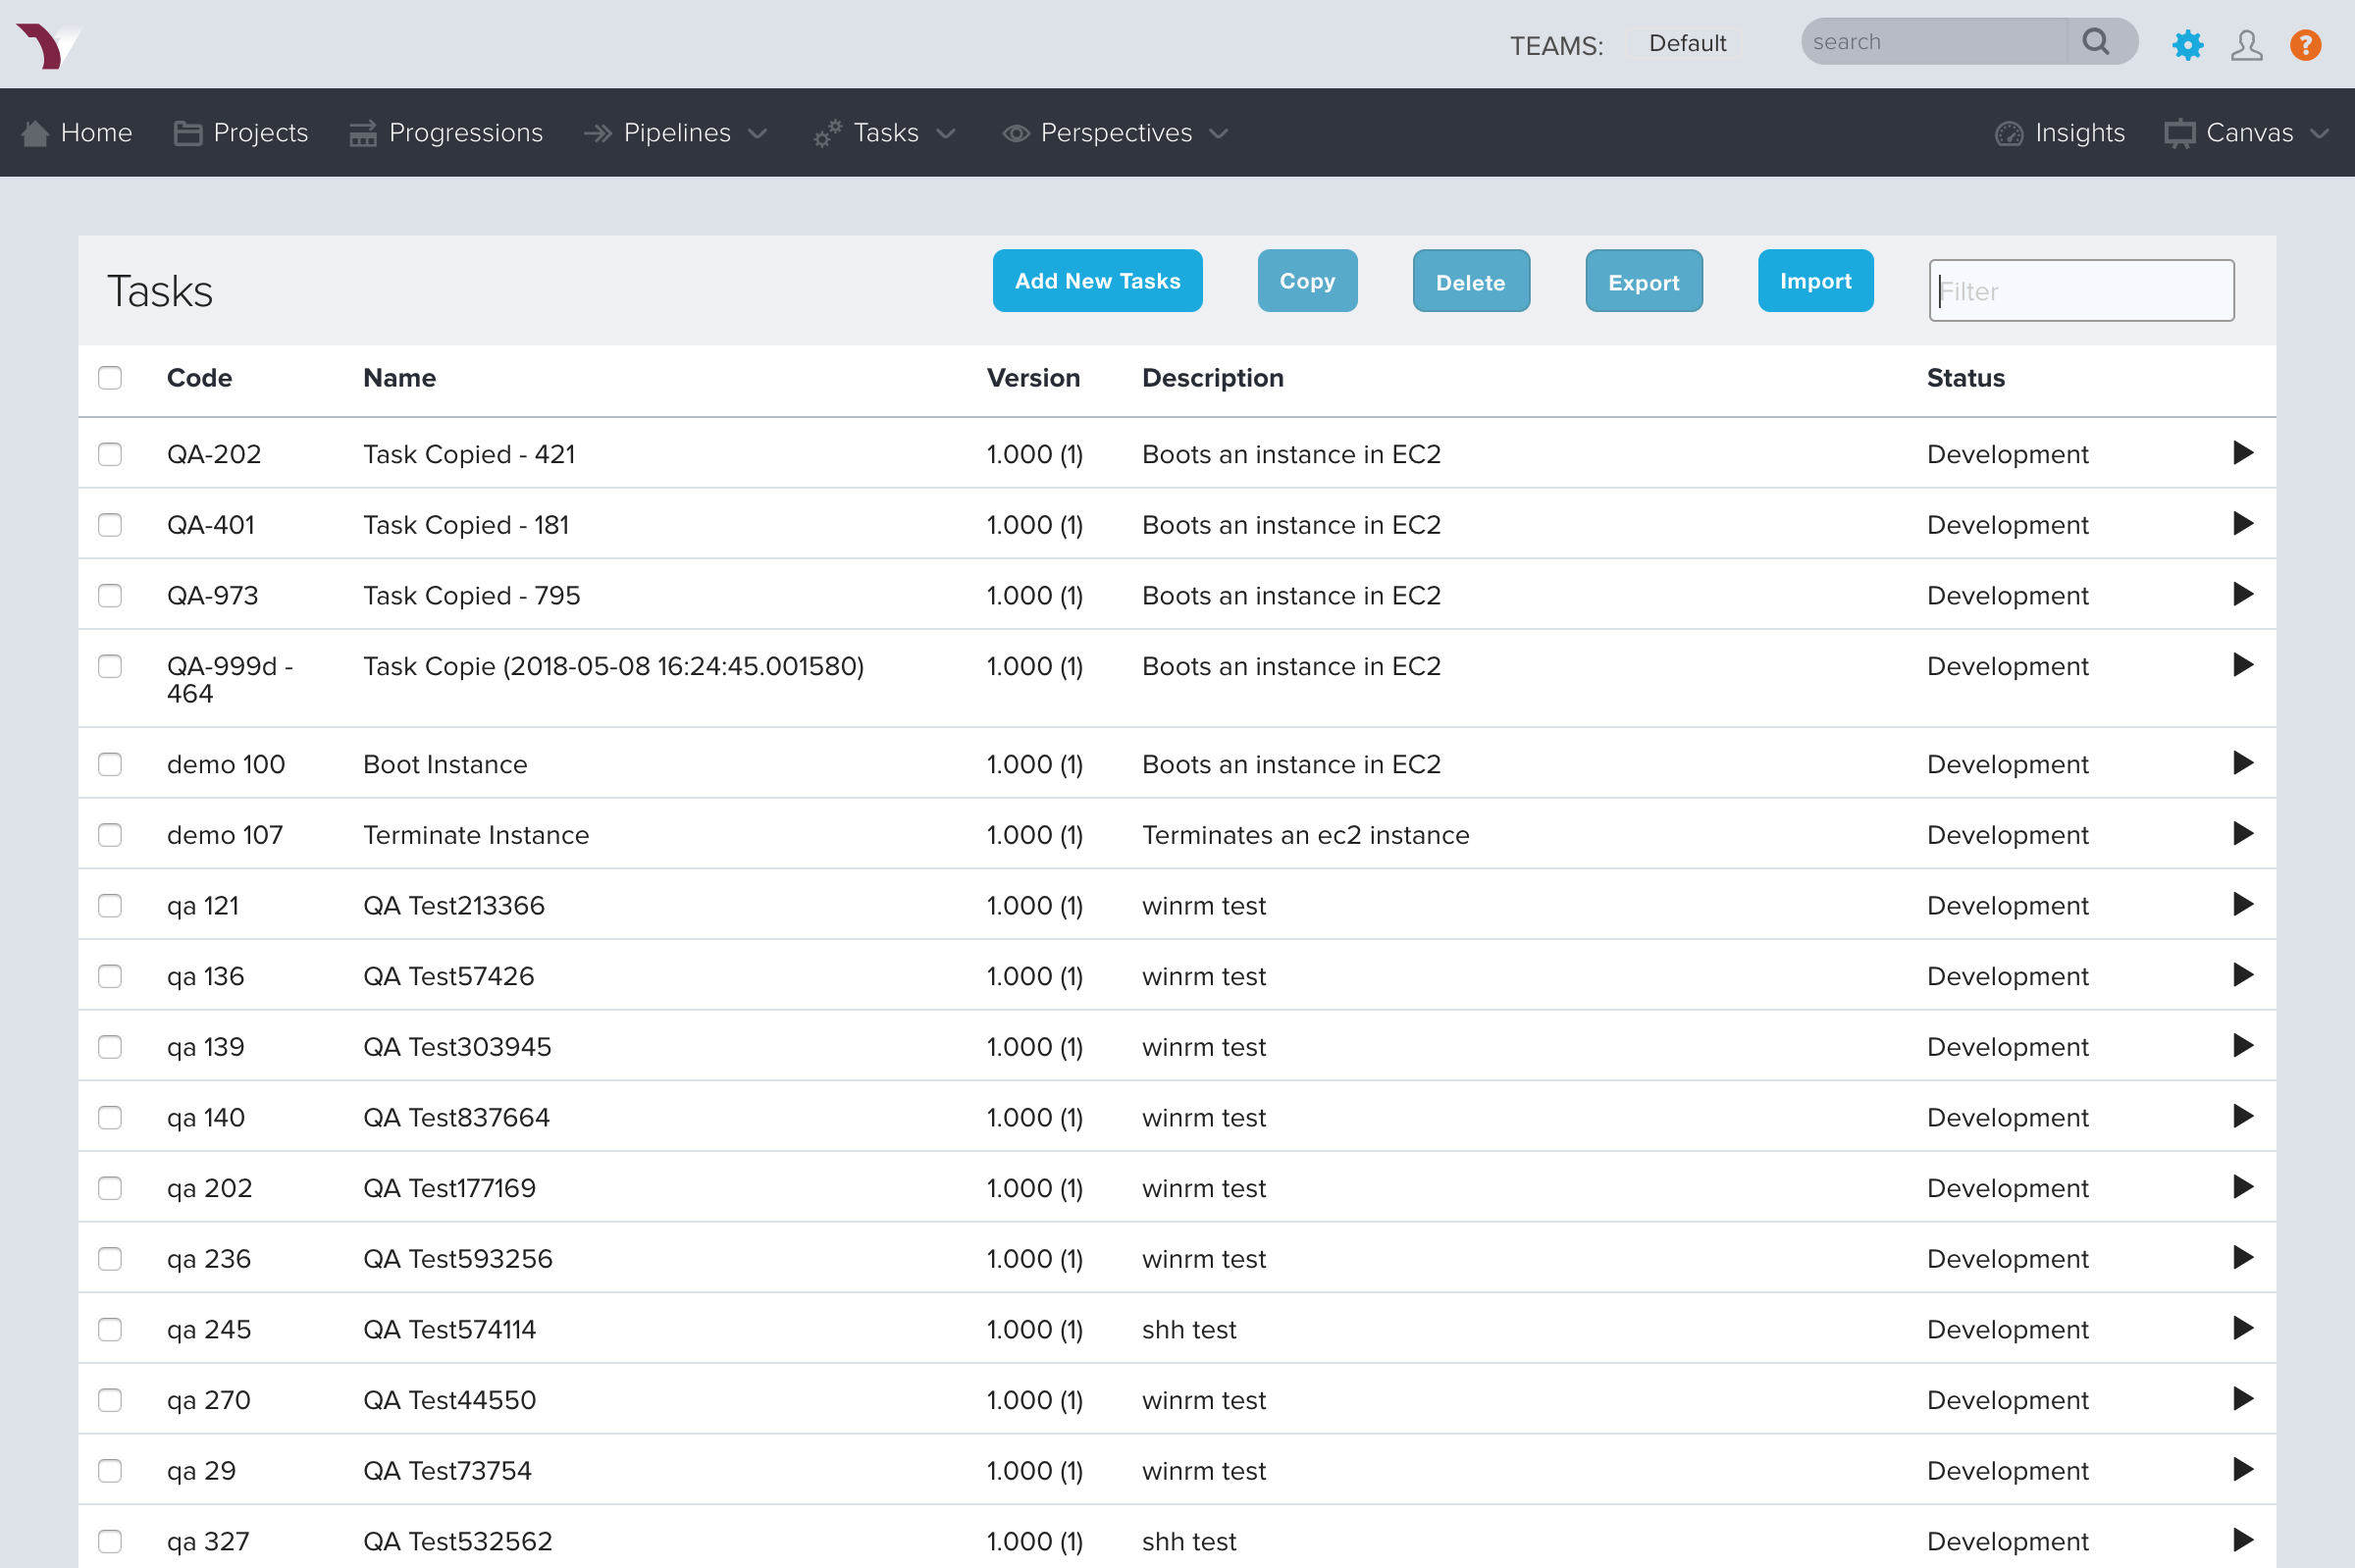 TEAMS: Default search ?
Home Projects Progressions Pipelines Tasks Perspectives Insights Canvas
Tasks Add New Tasks Copy Delete Export Import Filter
Code Name Version Description Status
QA-202 Task Copied - 421 1.000 (1) Boots an instance in EC2 Development
QA-401 Task Copied - 181 1.000 (1) Boots an instance in EC2 Development
QA-973 Task Copied - 795 1.000 (1) Boots an instance in EC2 Development
QA-999d - Task Copie (2018-05-08 16:24:45.001580) 1.000 (1) Boots an instance in EC2 Development
464
demo 100 Boot Instance 1.000 (1) Boots an instance in EC2 Development
demo 107 Terminate Instance 1.000 (1) Terminates an ec2 instance Development
qa 121 QA Test213366 1.000 (1) winrm test Development
qa 136 QA Test57426 1.000 (1) winrm test Development
qa 139 QA Test303945 1.000 (1) winrm test Development
qa 140 QA Test837664 1.000 (1) winrm test Development
qa 202 QA Test177169 1.000 (1) winrm test Development
qa 236 QA Test593256 1.000 (1) winrm test Development
qa 245 QA Test574114 1.000 (1) shh test Development
qa 270 QA Test44550 1.000 (1) winrm test Development
qa 29 QA Test73754 1.000 (1) winrm test Development
qa 327 QA Test532562 1.000 (1) shh test Development